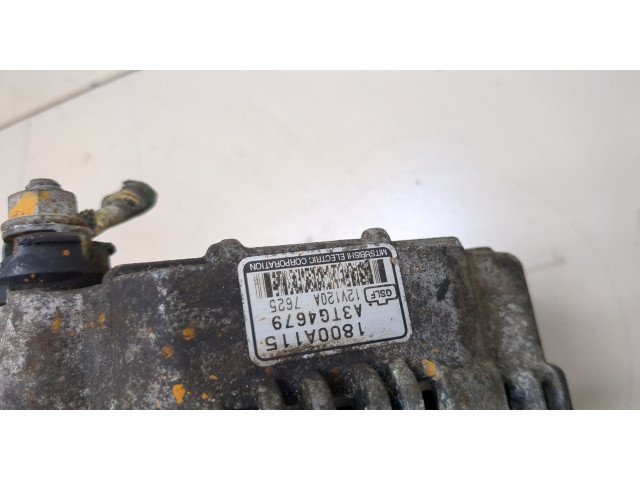 1800A115
A3TG4679
12V120A 7625
GSLF
MITSUBISHI ELECTRIC CORPORATION